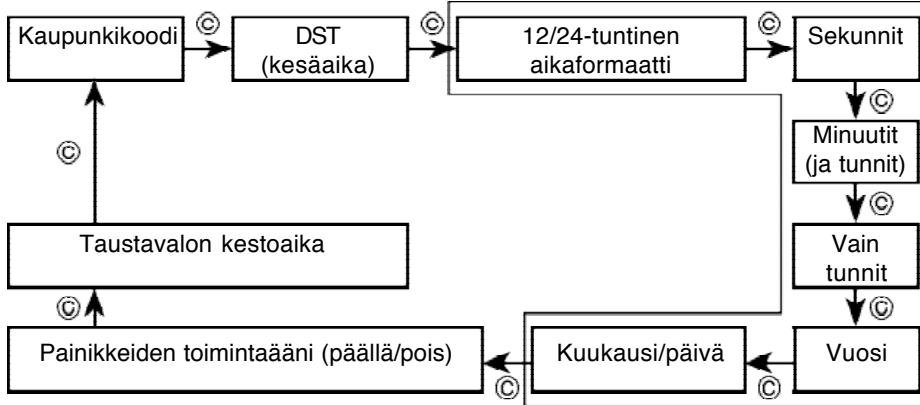 Kaupunkikoodi
Ⓒ
DST
(kesäaika)
Ⓒ
12/24-tuntinen
aikaformaatti
Ⓒ
Sekunnit
Ⓒ
Minuutit
(ja tunnit)
Ⓒ
Vain
tunnit
Ⓒ
Vuosi
Ⓒ
Kuukausi/päivä
Ⓒ
Painikkeiden toimintaääni (päällä/pois)
Ⓒ
Taustavalon kestoaika
Ⓒ